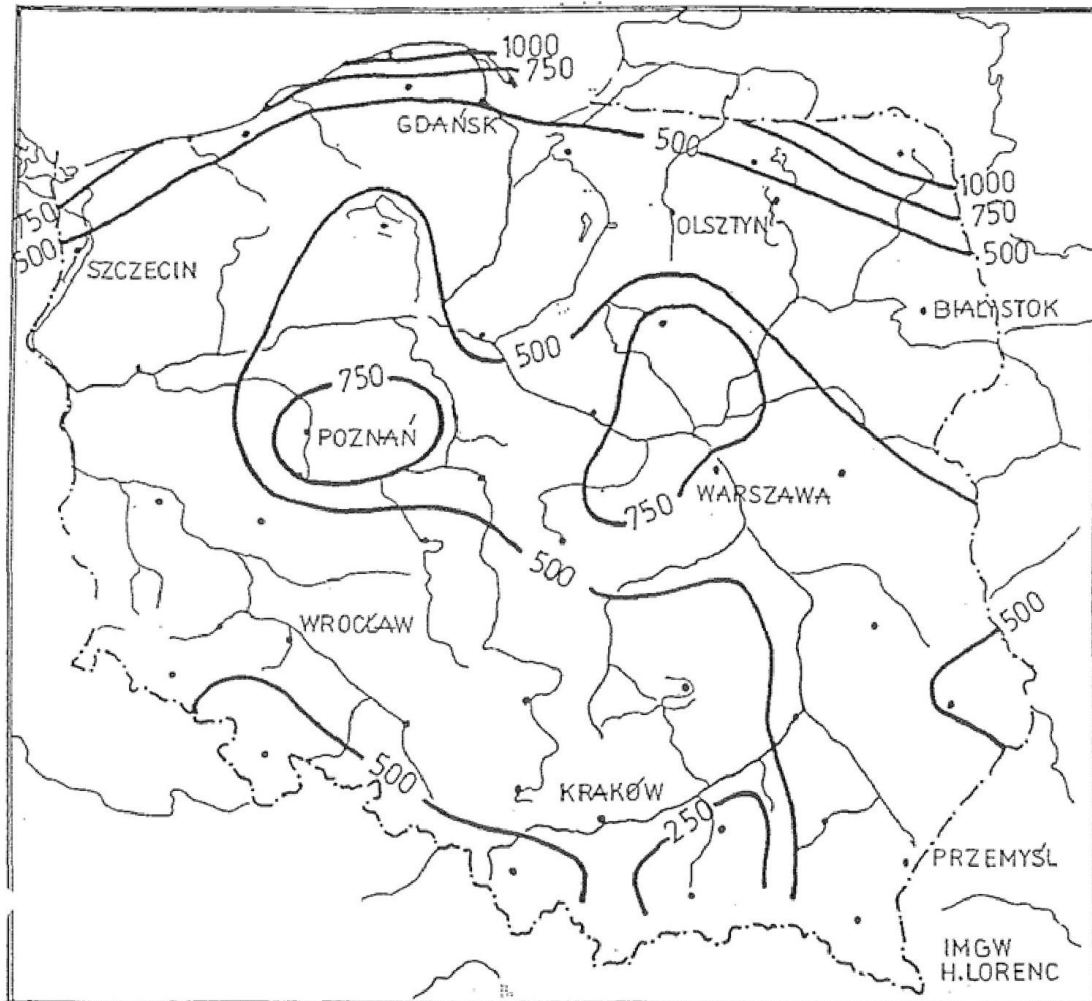 1000
750
GDAŃSK
500
1000
750
750
500
OLSZTYN
500
SZCZECIN
BIAŁYSTOK
500
750
POZNAŃ
WARSZAWA
750
500
500
WROCŁAW
500
KRAKÓW
250
PRZEMYŚL
IMGW
H.LORENC